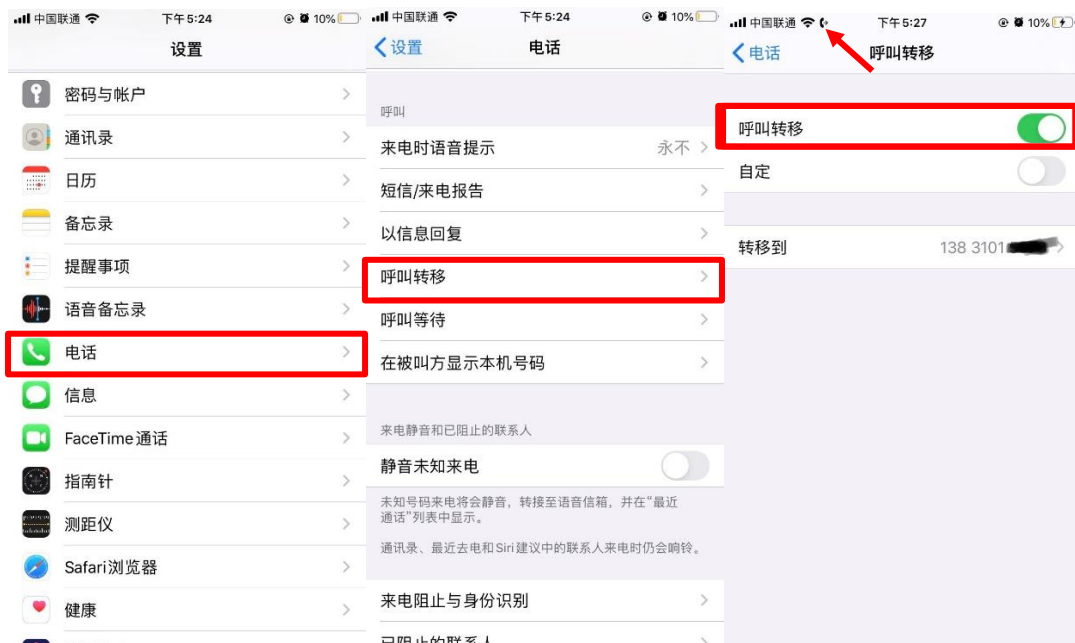 中国联通 下午5:24 10%
设置
密码与帐户
通讯录
日历
备忘录
提醒事项
语音备忘录
电话
信息
FaceTime通话
指南针
测距仪
Safari浏览器
健康
中国联通 下午5:24 10%
设置 电话
呼叫
来电时语音提示 永不
短信/来电报告
以信息回复
呼叫转移
呼叫等待
在被叫方显示本机号码
来电静音和已阻止的联系人
静音未知来电
未知号码来电将会静音，转接至语音信箱，并在“最近
通话”列表中显示。
通讯录、最近去电和Siri建议中的联系人来电时仍会响铃。
来电阻止与身份识别
已阻止的联系人
中国联通 下午5:27 10%
电话 呼叫转移
呼叫转移
自定
转移到 138 3101